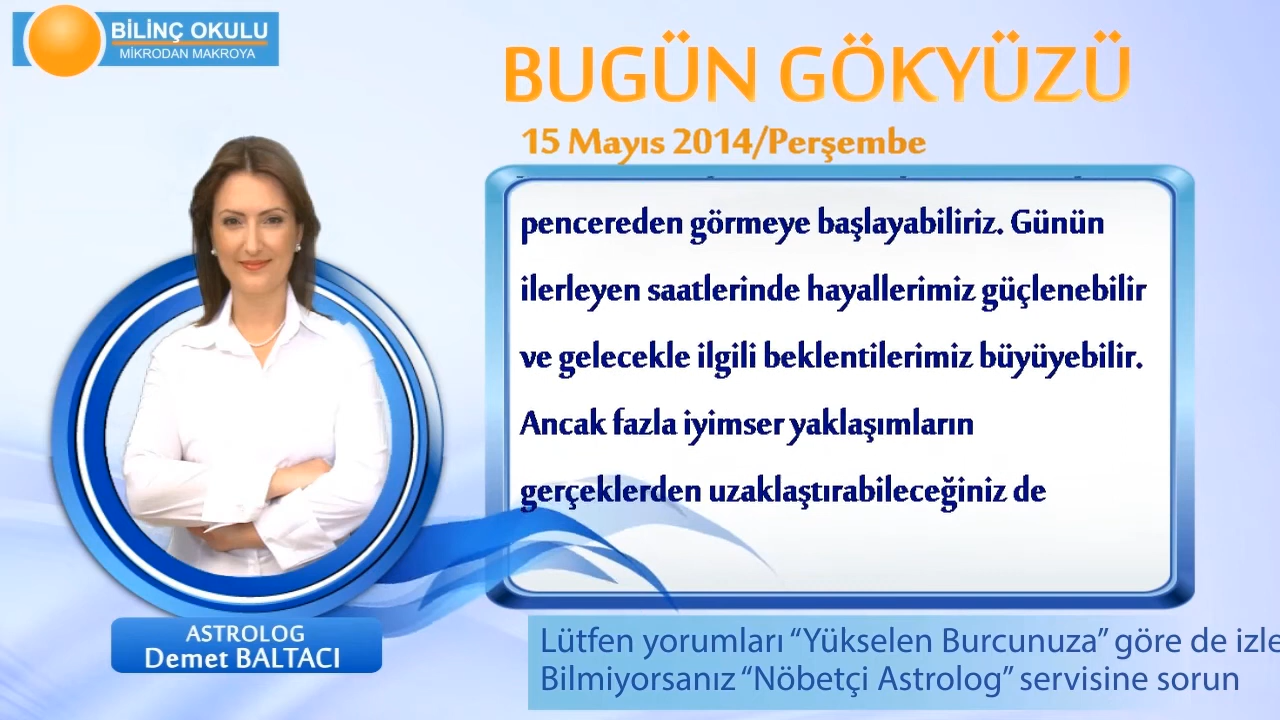 BİLİNÇ OKULU
MİKRODAN MAKROYA
BUGÜN GÖKYÜZÜ
15 Mayıs 2014/Perşembe
pencereden görmeye başlayabiliriz. Günün
ilerleyen saatlerinde hayallerimiz güçlenebilir
ve gelecekle ilgili beklentilerimiz büyüyebilir.
Ancak fazla iyimser yaklaşımların
gerçeklerden uzaklaştırabileceğiniz de
ASTROLOG
Demet BALTACI
Lütfen yorumları “Yükselen Burcunuza” göre de izle
Bilmiyorsanız “Nöbetçi Astrolog” servisine sorun